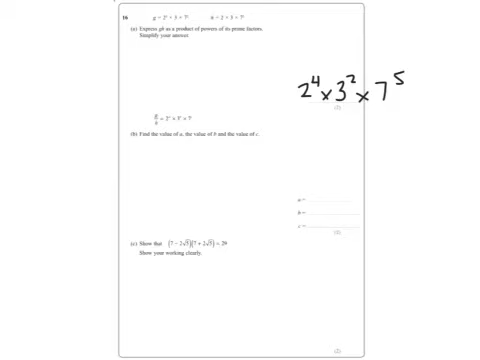 16 g = 2³ × 3 × 7² h = 2 × 3 × 7³
(a) Express gh as a product of powers of its prime factors.
Simplify your answer.
2⁴ × 3² × 7⁵
(2)
g/h = 2ᵃ × 3ᵇ × 7ᶜ
(b) Find the value of a, the value of b and the value of c.
a =
b =
c =
(2)
(c) Show that (7 − 2√5)(7 + 2√5) = 29
Show your working clearly.
(2)